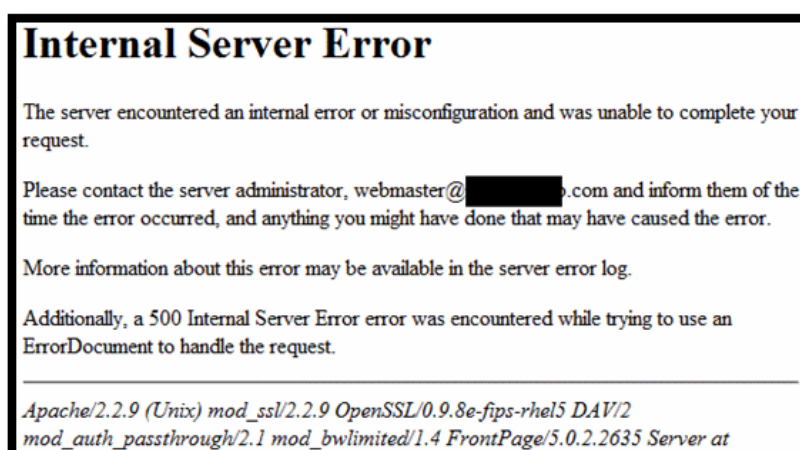 Internal Server Error
The server encountered an internal error or misconfiguration and was unable to complete your
request.
Please contact the server administrator, webmaster@ .com and inform them of the
time the error occurred, and anything you might have done that may have caused the error.
More information about this error may be available in the server error log.
Additionally, a 500 Internal Server Error error was encountered while trying to use an
ErrorDocument to handle the request.
Apache/2.2.9 (Unix) mod_ssl/2.2.9 OpenSSL/0.9.8e-fips-rhel5 DAV/2
mod_auth_passthrough/2.1 mod_bwlimited/1.4 FrontPage/5.0.2.2635 Server at